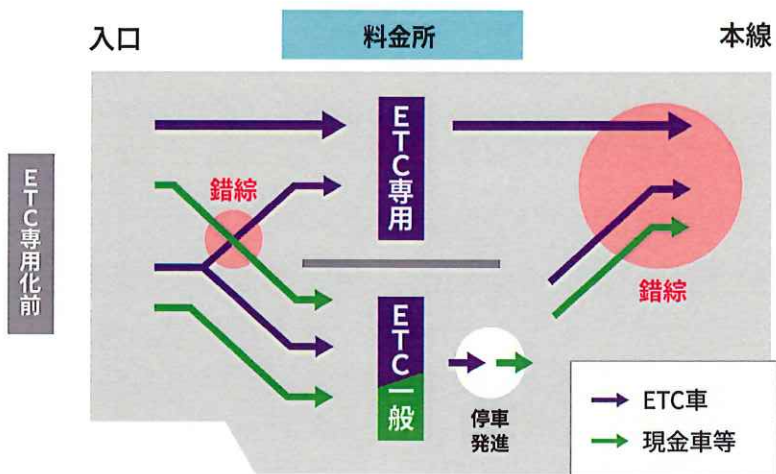 入口
料金所
本線
ETC専用化前
錯綜
ETC専用
錯綜
ETC一般
停車
発進
ETC車
現金車等